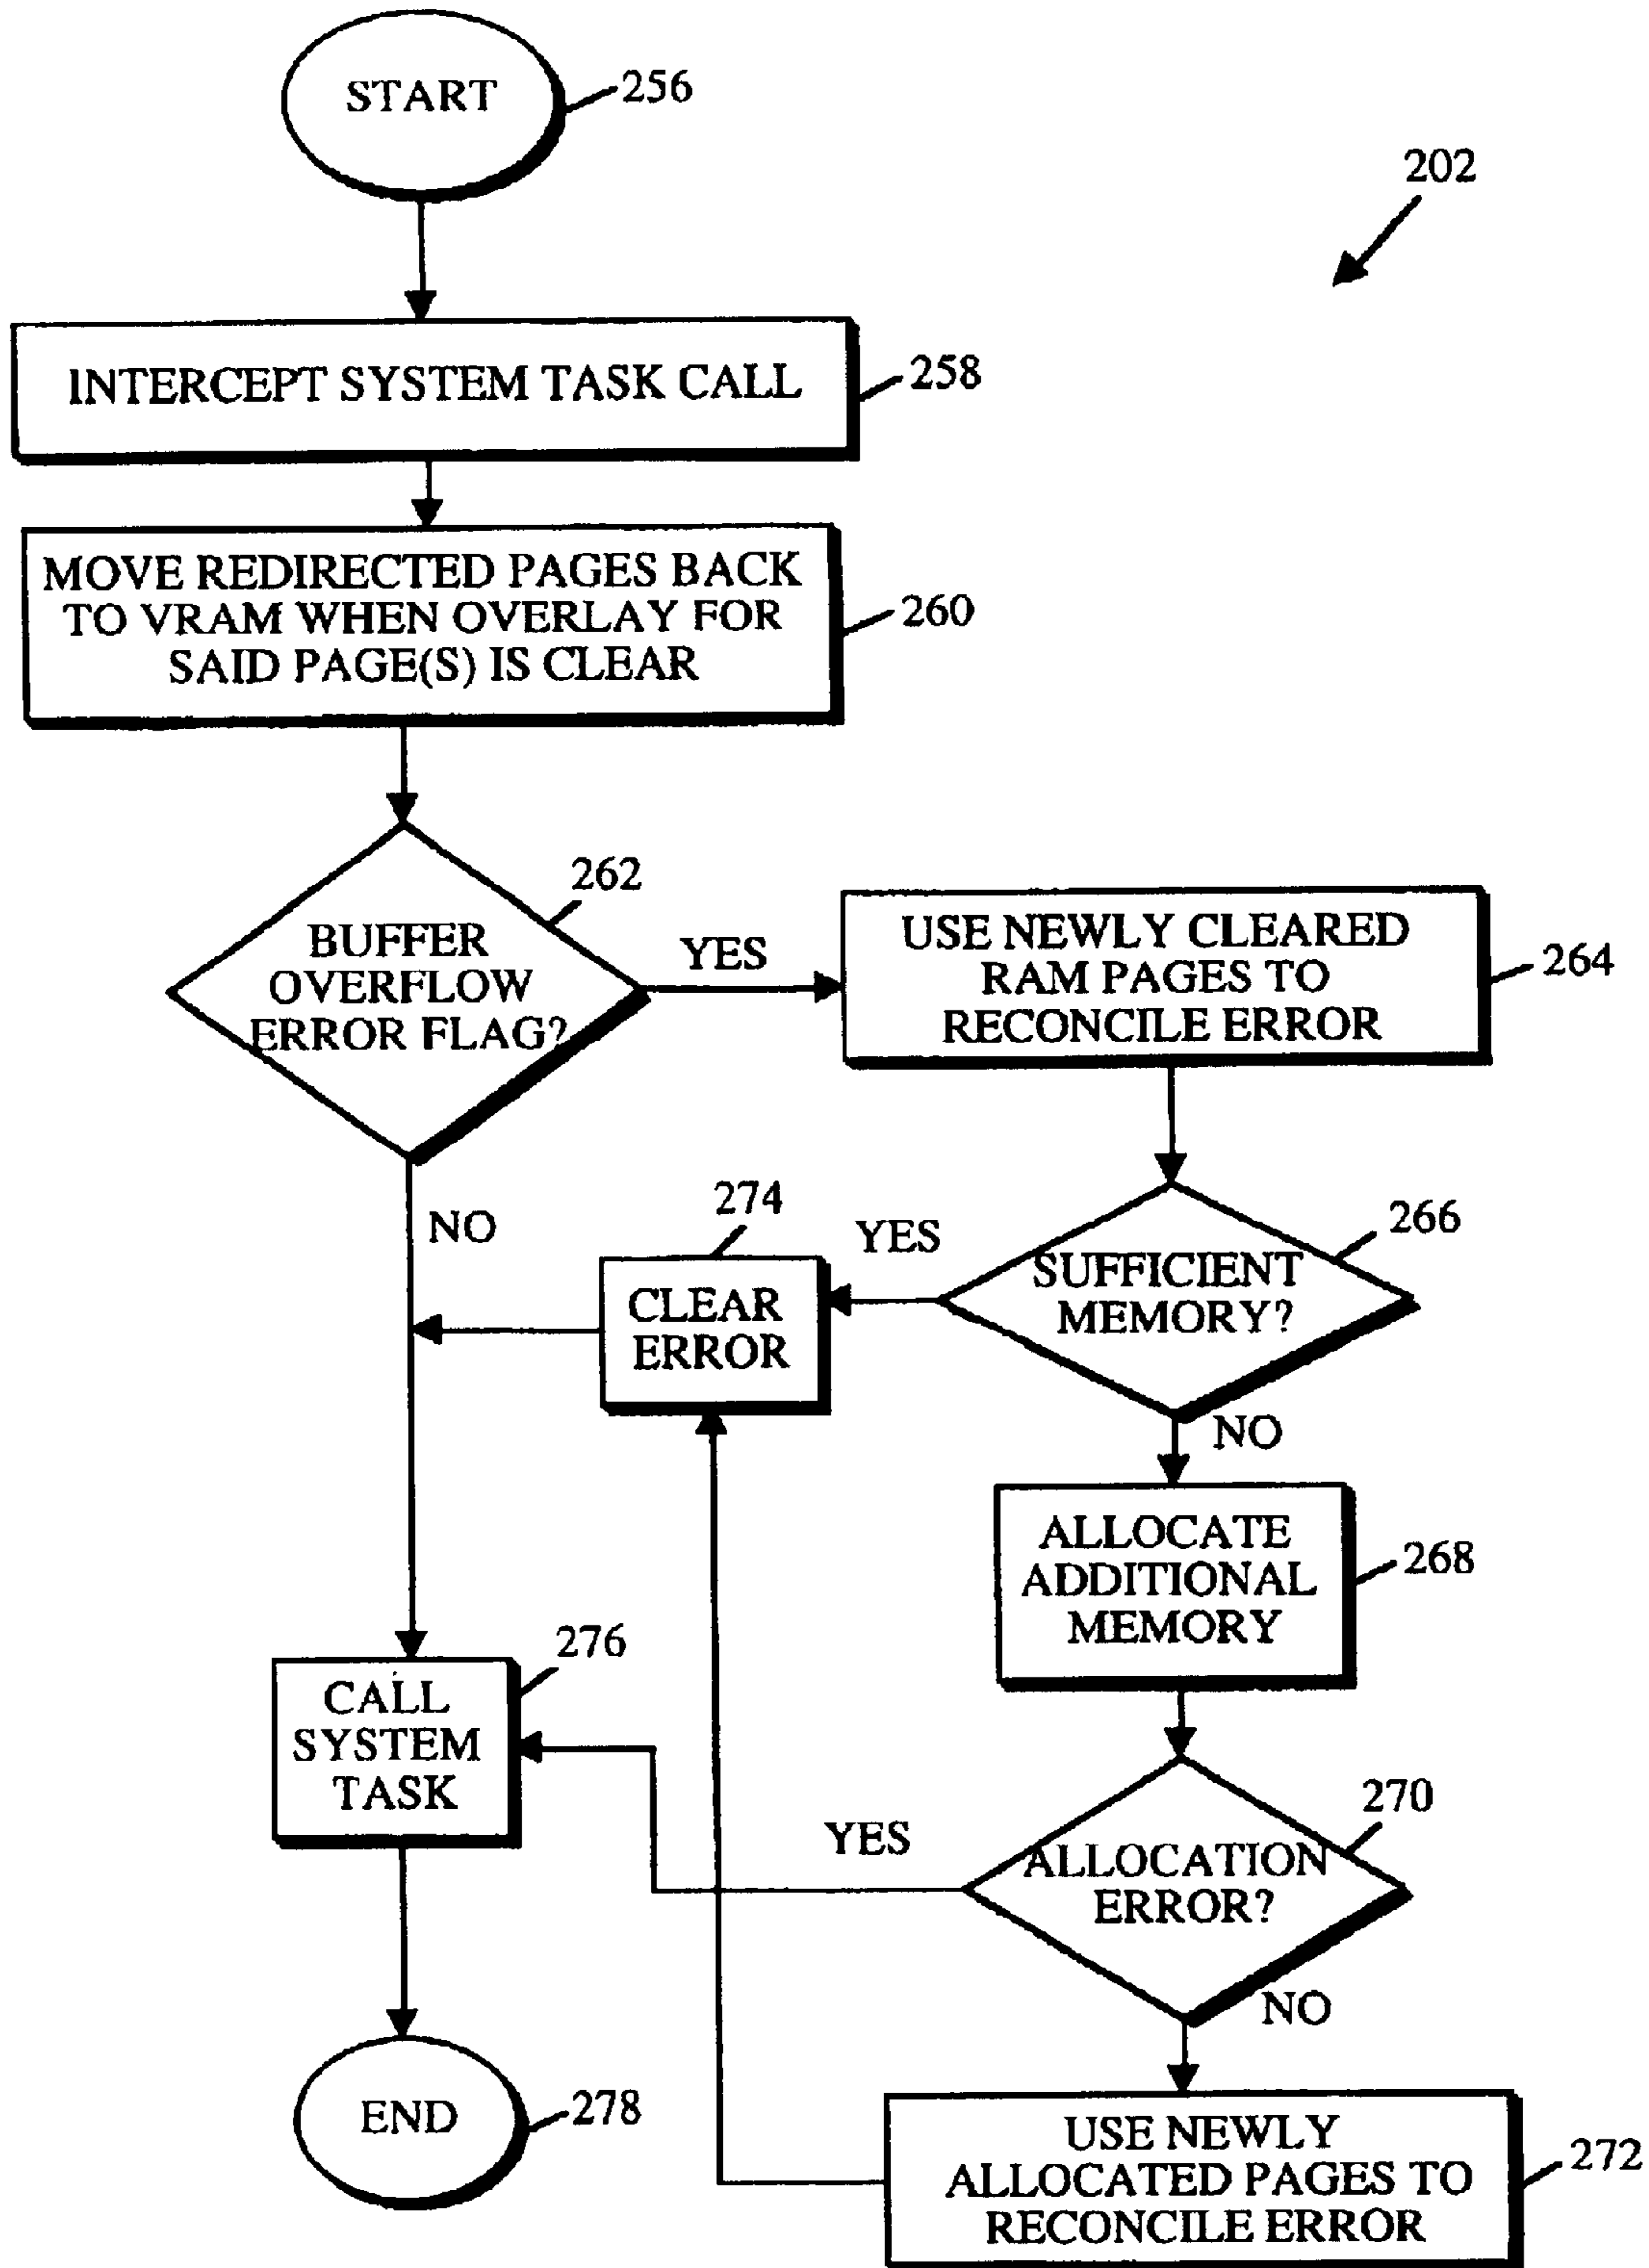 START
256
202
INTERCEPT SYSTEM TASK CALL
258
MOVE REDIRECTED PAGES BACK
TO VRAM WHEN OVERLAY FOR
SAID PAGE(S) IS CLEAR
260
262
BUFFER
OVERFLOW
ERROR FLAG?
YES
USE NEWLY CLEARED
RAM PAGES TO
RECONCILE ERROR
264
NO
274
CLEAR
ERROR
YES
266
SUFFICIENT
MEMORY?
NO
ALLOCATE
ADDITIONAL
MEMORY
268
276
CALL
SYSTEM
TASK
YES
270
ALLOCATION
ERROR?
NO
END
278
USE NEWLY
ALLOCATED PAGES TO
RECONCILE ERROR
272